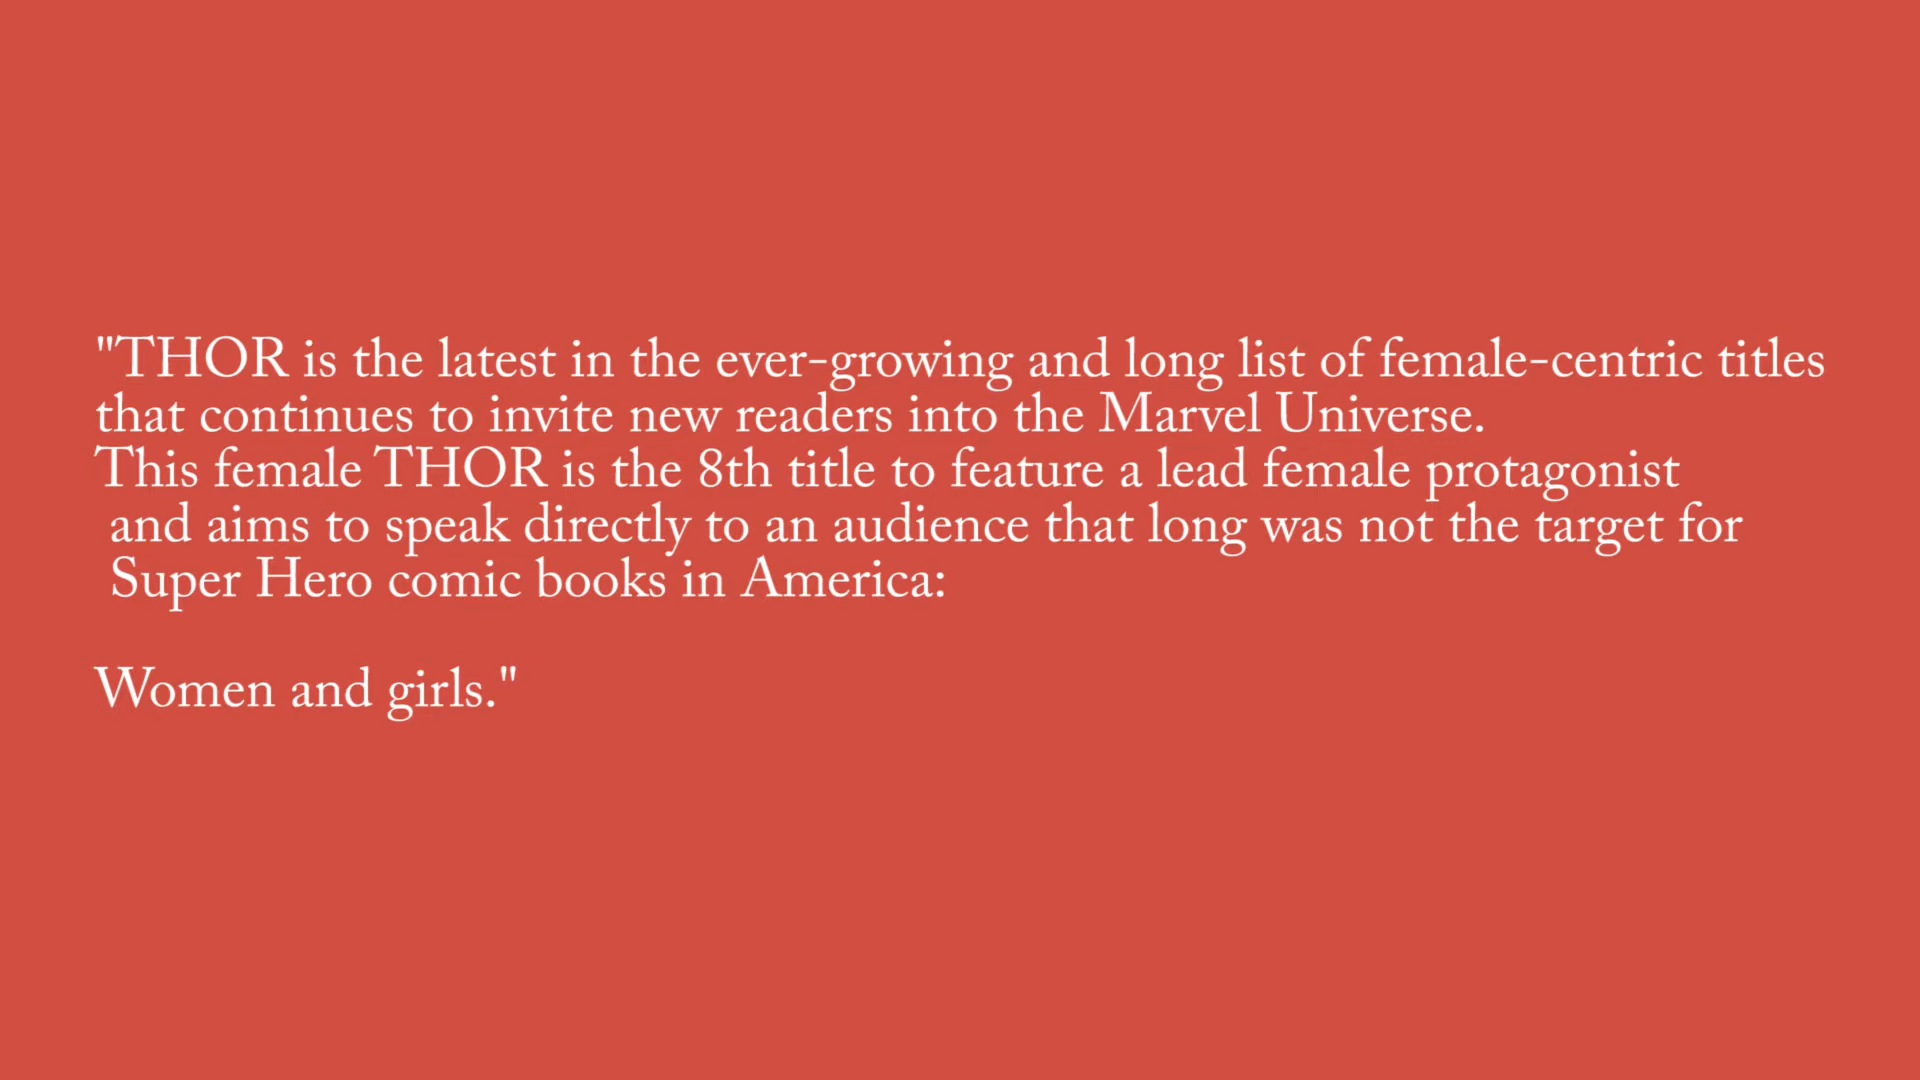 "THOR is the latest in the ever-growing and long list of female-centric titles
that continues to invite new readers into the Marvel Universe.
This female THOR is the 8th title to feature a lead female protagonist
and aims to speak directly to an audience that long was not the target for
Super Hero comic books in America:
Women and girls."